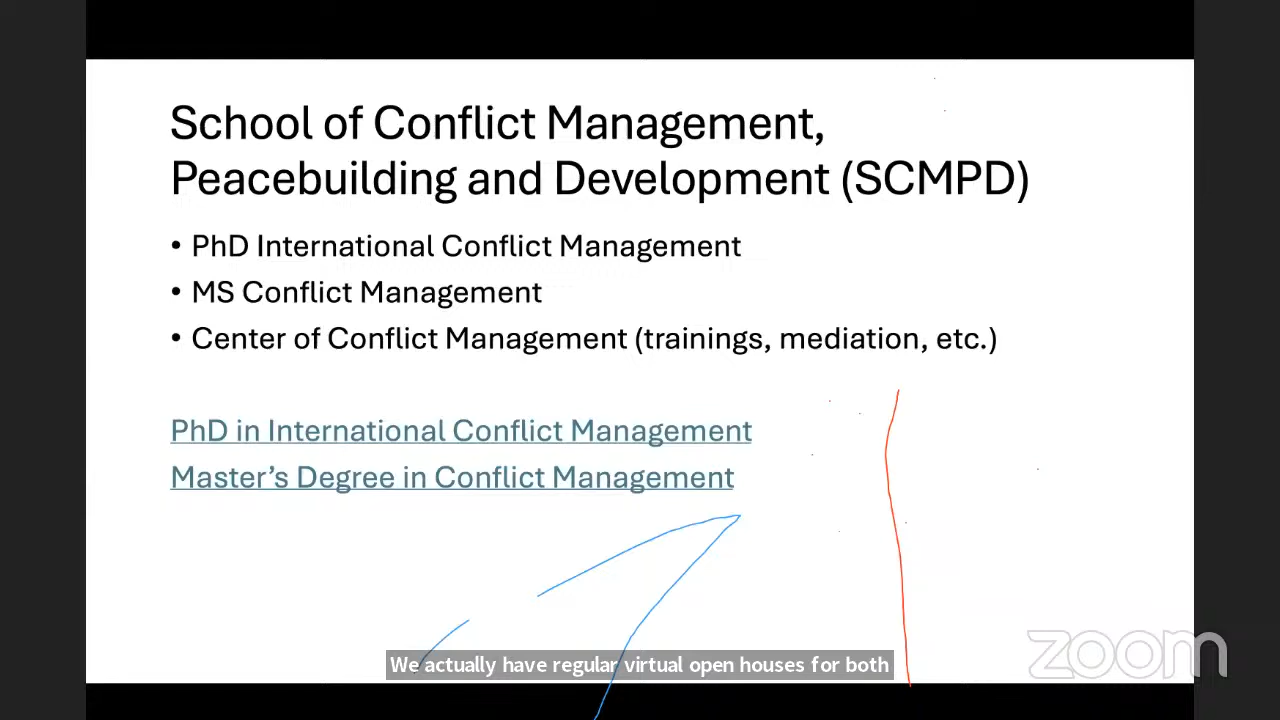 School of Conflict Management,
Peacebuilding and Development (SCMPD)
• PhD International Conflict Management
• MS Conflict Management
• Center of Conflict Management (trainings, mediation, etc.)
PhD in International Conflict Management
Master’s Degree in Conflict Management
zoom
We actually have regular virtual open houses for both